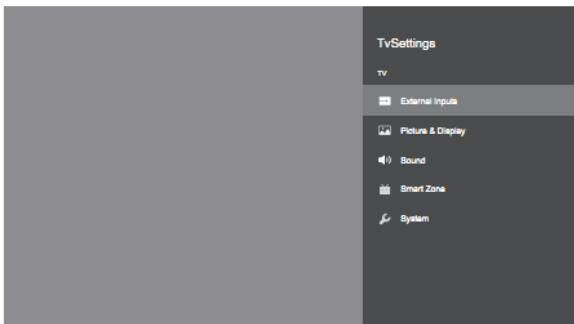 TvSettings
TV
External Inputs
Picture & Display
Sound
Smart Zone
System